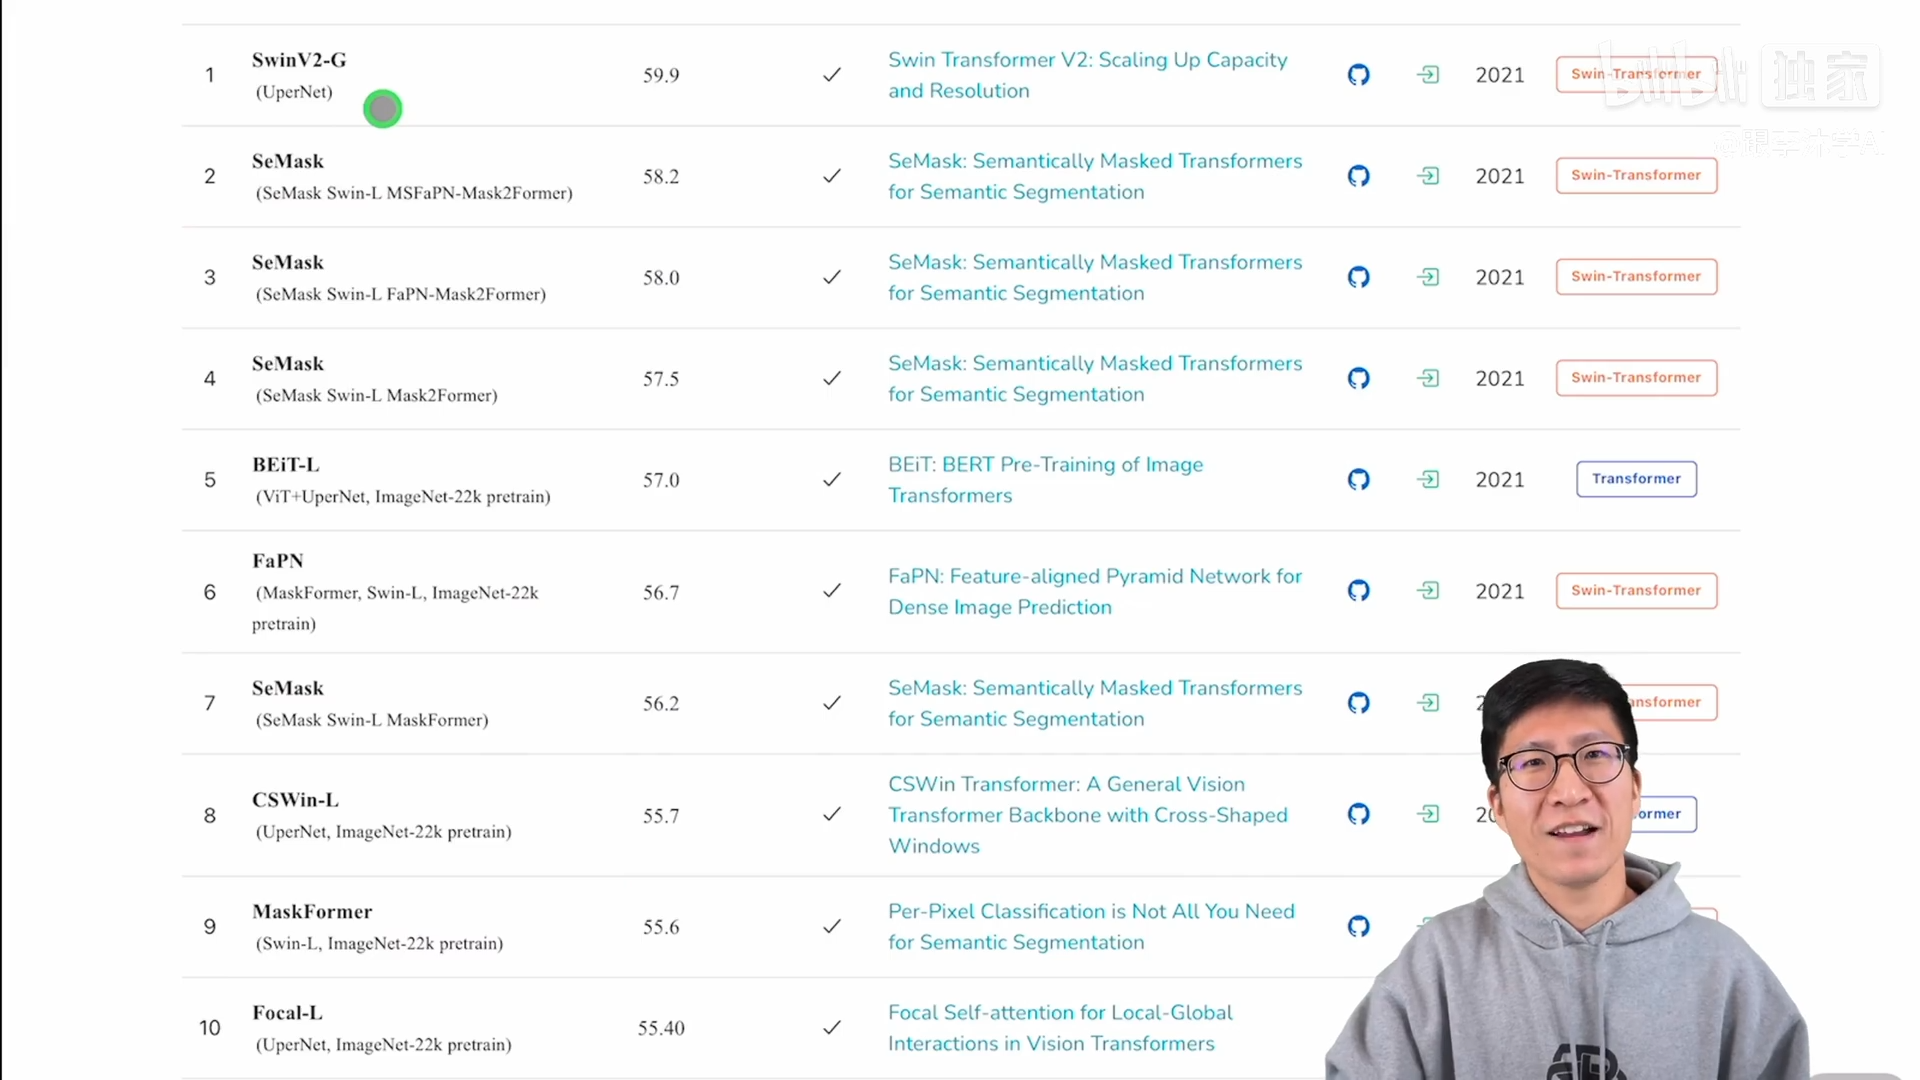 1
SwinV2-G
(UperNet)
59.9
Swin Transformer V2: Scaling Up Capacity
and Resolution
2021
Swin-Transformer
独家
2
SeMask
(SeMask Swin-L MSFaPN-Mask2Former)
58.2
SeMask: Semantically Masked Transformers
for Semantic Segmentation
2021
Swin-Transformer
3
SeMask
(SeMask Swin-L FaPN-Mask2Former)
58.0
SeMask: Semantically Masked Transformers
for Semantic Segmentation
2021
Swin-Transformer
4
SeMask
(SeMask Swin-L Mask2Former)
57.5
SeMask: Semantically Masked Transformers
for Semantic Segmentation
2021
Swin-Transformer
5
BEiT-L
(ViT+UperNet, ImageNet-22k pretrain)
57.0
BEiT: BERT Pre-Training of Image
Transformers
2021
Transformer
6
FaPN
(MaskFormer, Swin-L, ImageNet-22k
pretrain)
56.7
FaPN: Feature-aligned Pyramid Network for
Dense Image Prediction
2021
Swin-Transformer
7
SeMask
(SeMask Swin-L MaskFormer)
56.2
SeMask: Semantically Masked Transformers
for Semantic Segmentation
8
CSWin-L
(UperNet, ImageNet-22k pretrain)
55.7
CSWin Transformer: A General Vision
Transformer Backbone with Cross-Shaped
Windows
9
MaskFormer
(Swin-L, ImageNet-22k pretrain)
55.6
Per-Pixel Classification is Not All You Need
for Semantic Segmentation
10
Focal-L
(UperNet, ImageNet-22k pretrain)
55.40
Focal Self-attention for Local-Global
Interactions in Vision Transformers